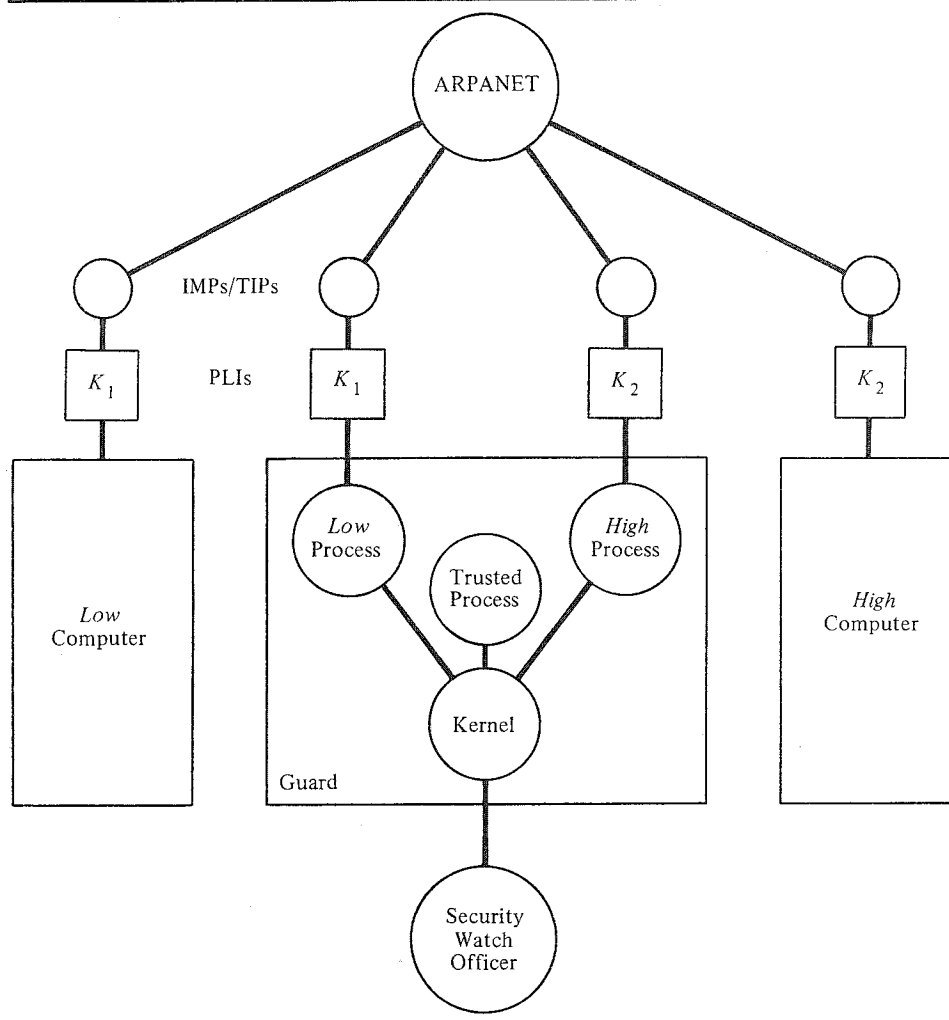 ARPANET
IMPs/TIPs
K1
PLIs
K1
K2
K2
Low
Process
High
Process
Trusted
Process
Low
Computer
High
Computer
Kernel
Guard
Security
Watch
Officer